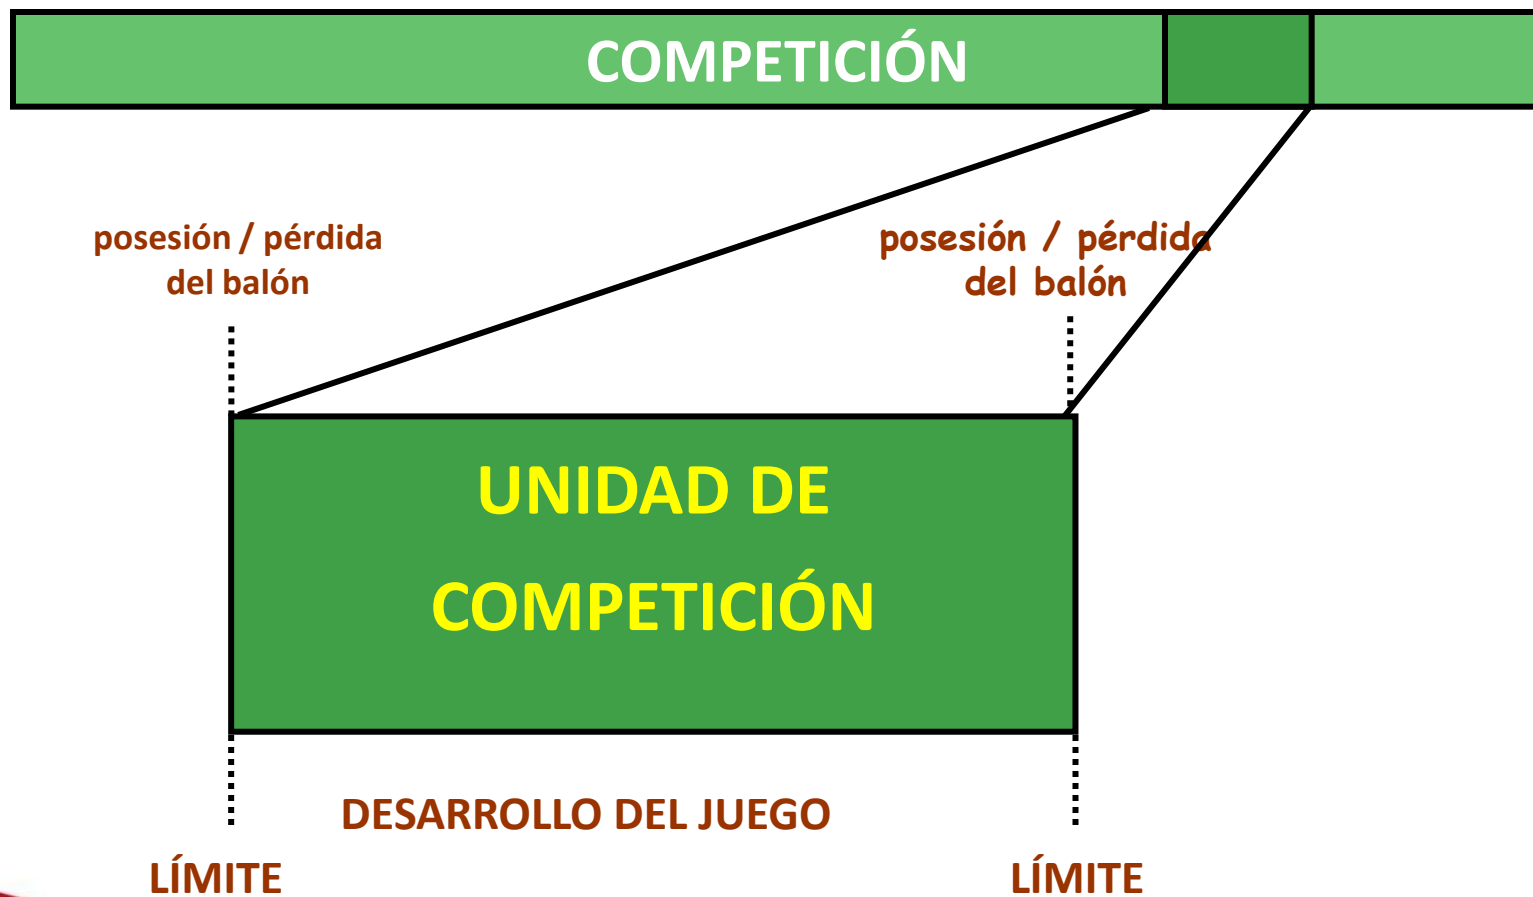 COMPETICIÓN
posesión / pérdida
del balón
posesión / pérdida
del balón
UNIDAD DE
COMPETICIÓN
DESARROLLO DEL JUEGO
LÍMITE
LÍMITE